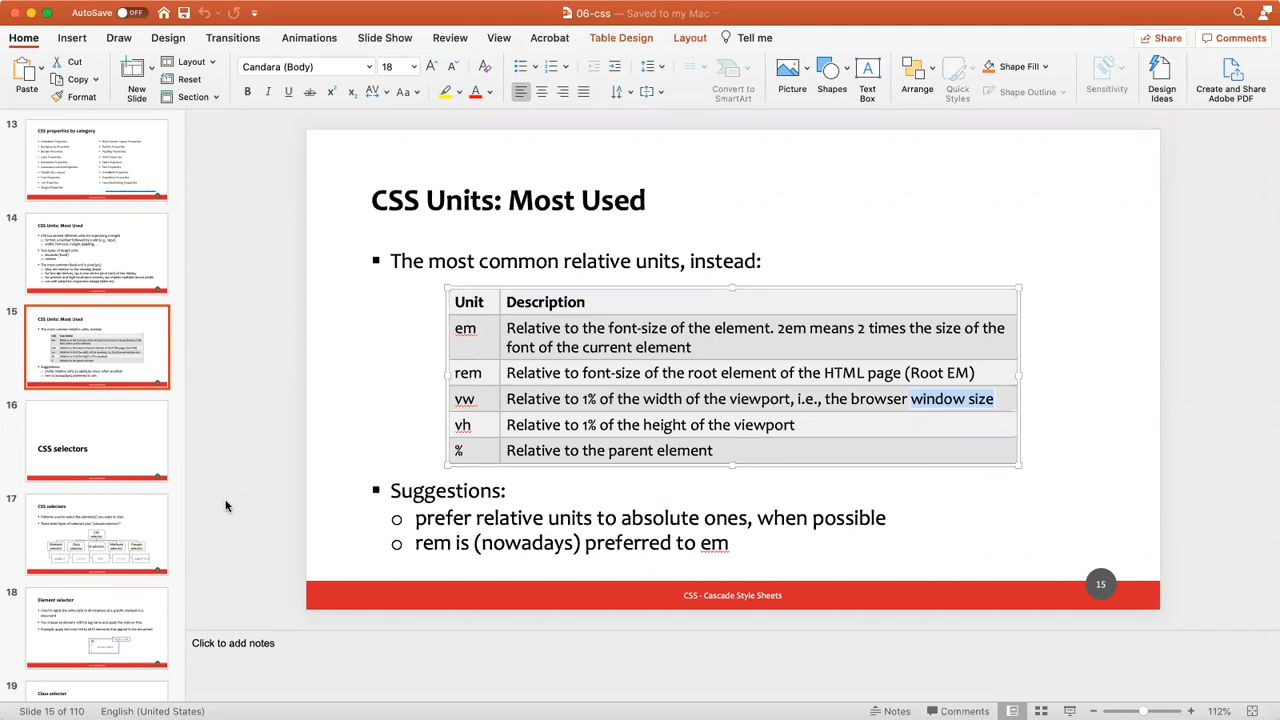 AutoSave OFF
06-css — Saved to my Mac
Home Insert Draw Design Transitions Animations Slide Show Review View Acrobat Table Design Layout Tell me Share Comments
Paste Cut Copy Format New Slide Layout Reset Section Candara (Body) 18 Convert to SmartArt Picture Shapes Text Box Arrange Quick Styles Shape Fill Shape Outline Sensitivity Design Ideas Create and Share Adobe PDF
13
CSS properties by category
14
CSS Units: Most Used
15
CSS Units: Most Used
16
CSS selectors
17
CSS selectors
18
Element selector
19
Class selector
CSS Units: Most Used
▪ The most common relative units, instead:
Unit Description
em Relative to the font-size of the element. 2em means 2 times the size of the
font of the current element
rem Relative to font-size of the root element of the HTML page (Root EM)
vw Relative to 1% of the width of the viewport, i.e., the browser window size
vh Relative to 1% of the height of the viewport
% Relative to the parent element
▪ Suggestions:
o prefer relative units to absolute ones, when possible
o rem is (nowadays) preferred to em
CSS - Cascade Style Sheets
15
Click to add notes
Slide 15 of 110 English (United States) Notes Comments 112%